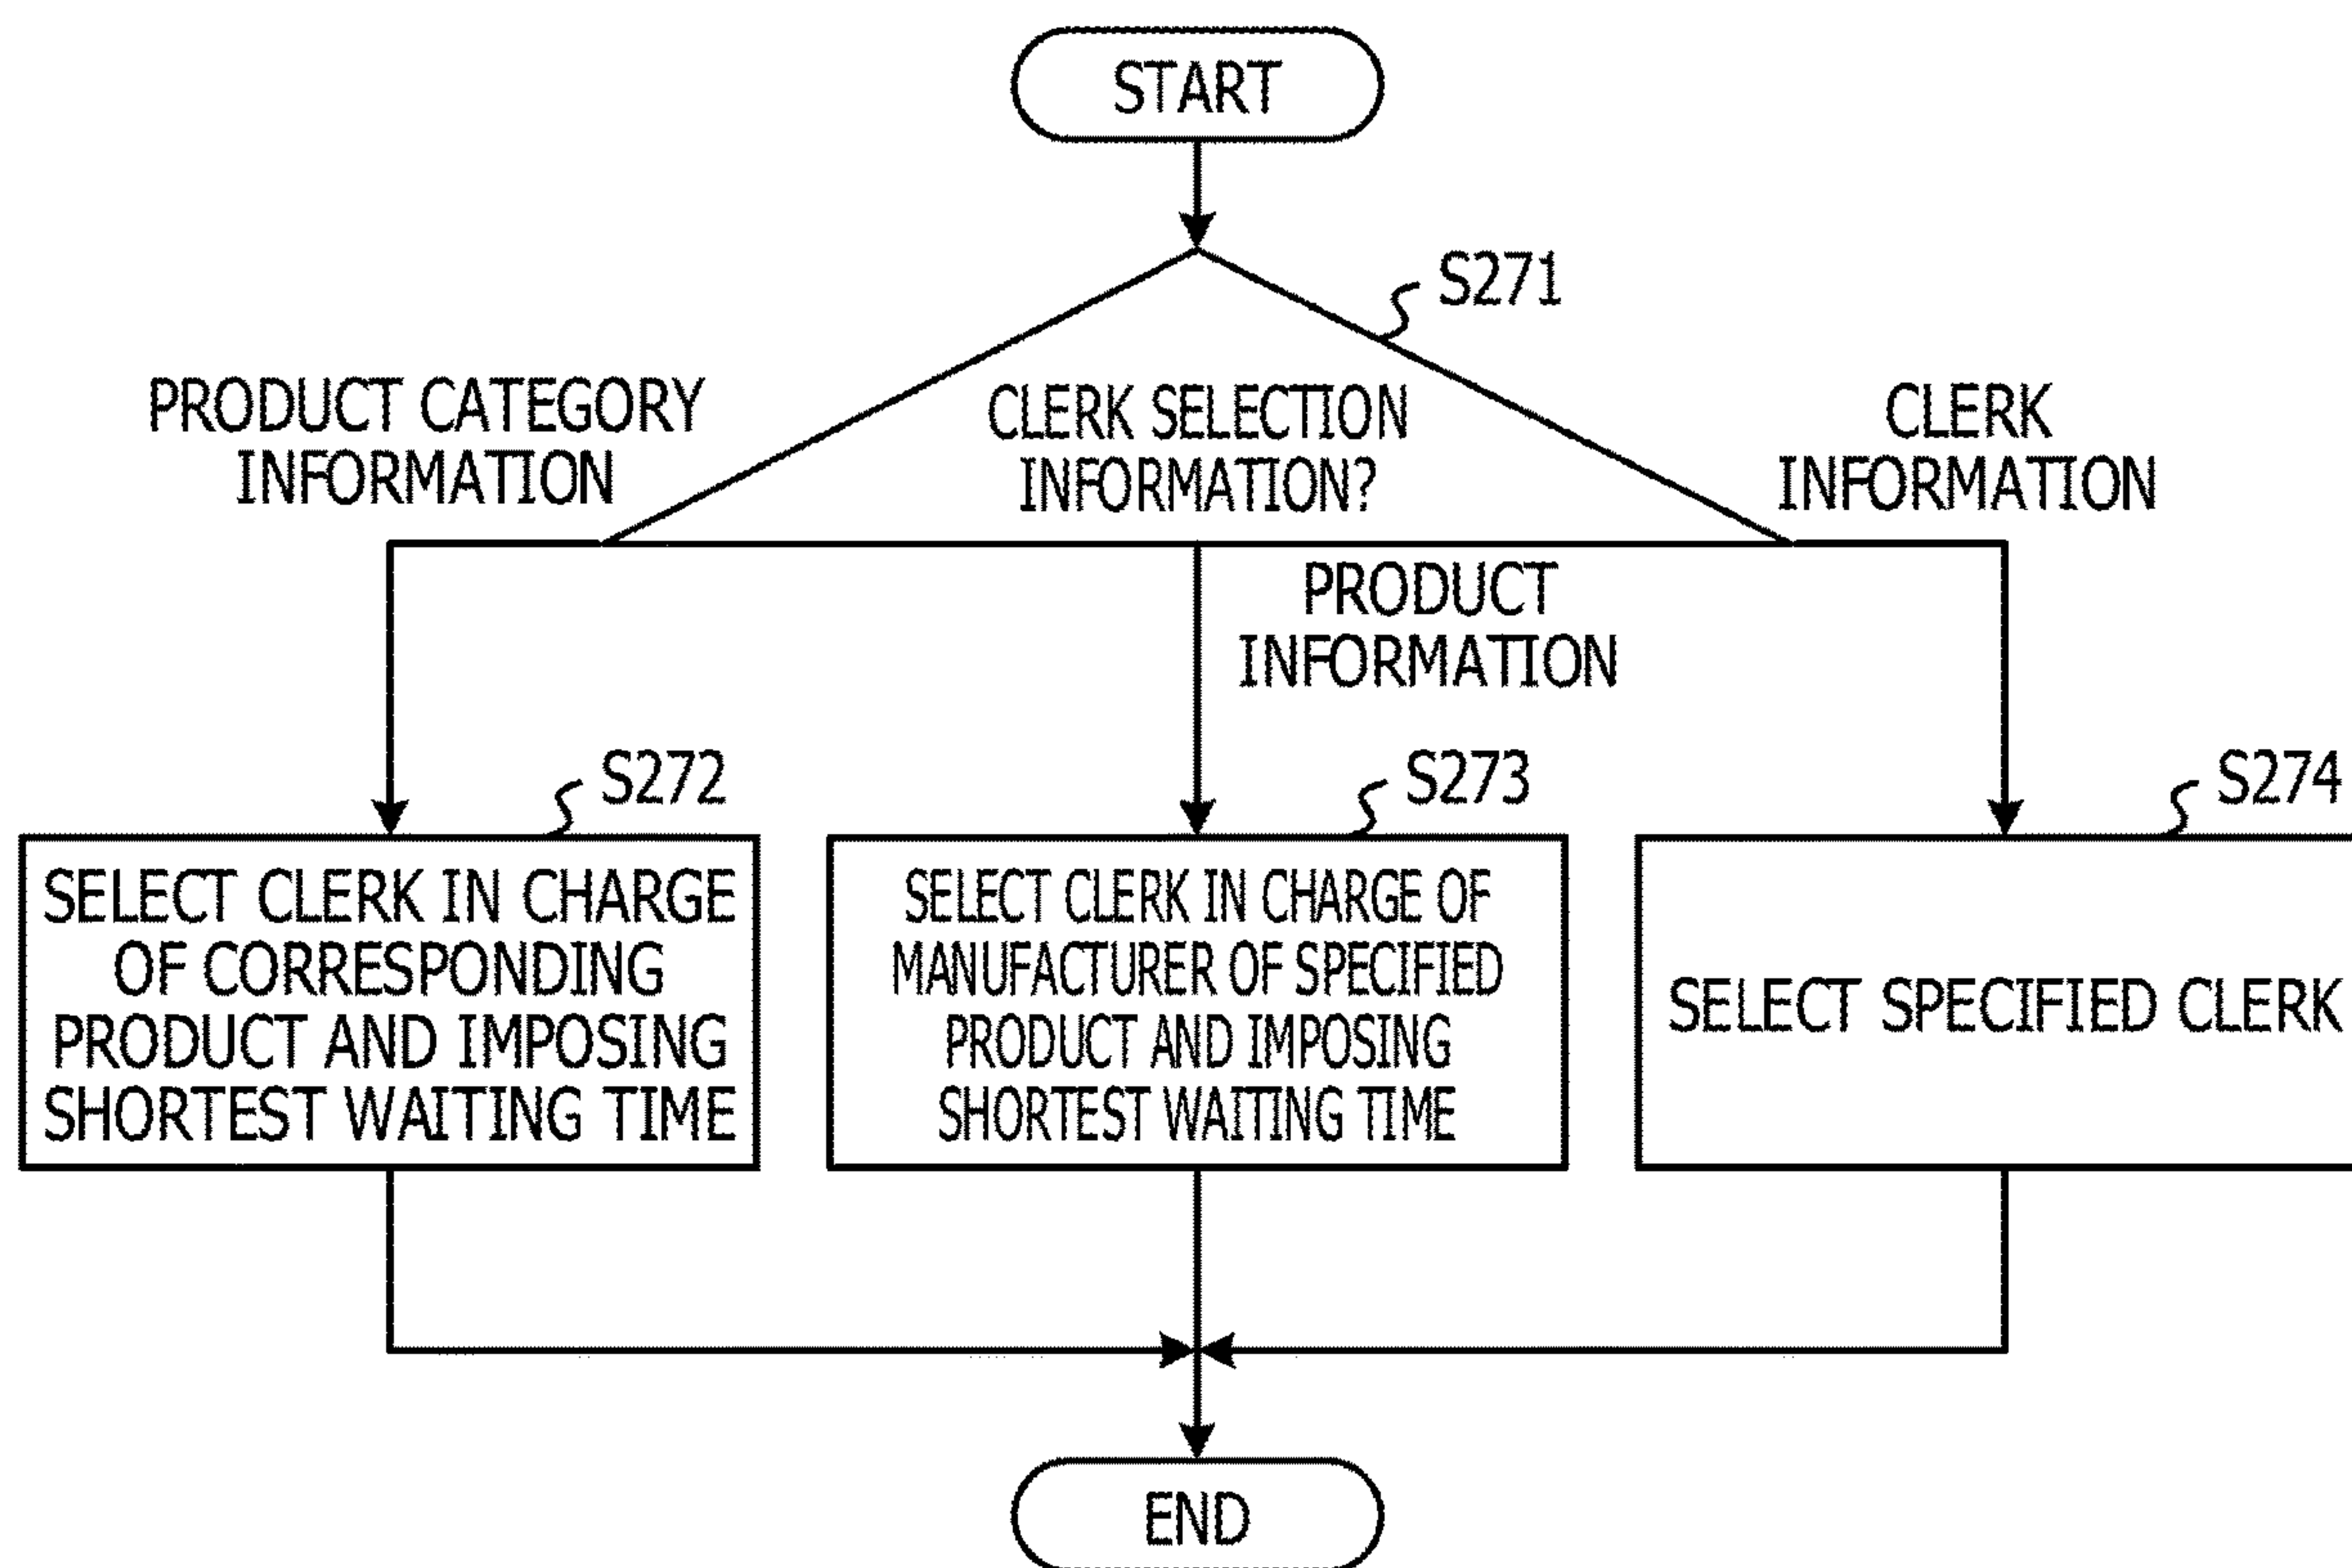 START
S271
PRODUCT CATEGORY
INFORMATION
CLERK SELECTION
INFORMATION?
CLERK
INFORMATION
PRODUCT
INFORMATION
S272
S273
S274
SELECT CLERK IN CHARGE
OF CORRESPONDING
PRODUCT AND IMPOSING
SHORTEST WAITING TIME
SELECT CLERK IN CHARGE OF
MANUFACTURER OF SPECIFIED
PRODUCT AND IMPOSING
SHORTEST WAITING TIME
SELECT SPECIFIED CLERK
END